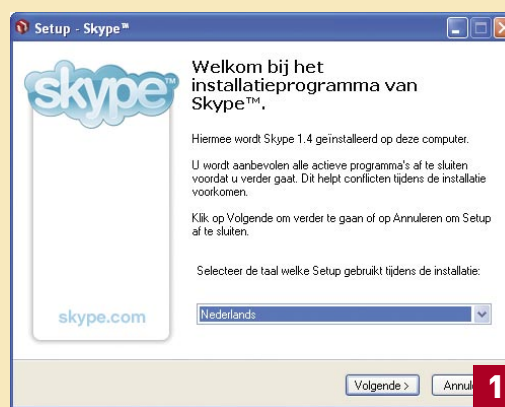 Setup - Skype™
skype™
Welkom bij het
installatieprogramma van
Skype™.
Hiermee wordt Skype 1.4 geïnstalleerd op deze computer.
U wordt aanbevolen alle actieve programma's af te sluiten
voordat u verder gaat. Dit helpt conflicten tijdens de installatie
voorkomen.
Klik op Volgende om verder te gaan of op Annuleren om Setup
af te sluiten.
Selecteer de taal welke Setup gebruikt tijdens de installatie:
Nederlands
skype.com
Volgende >
1